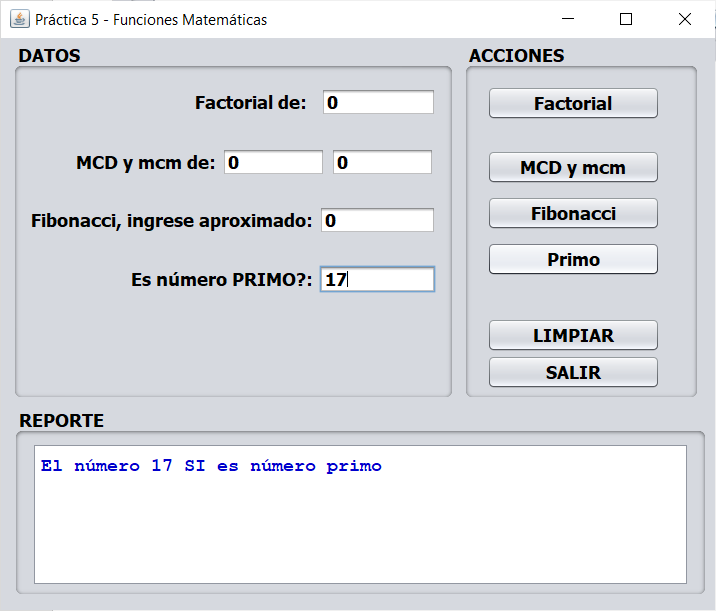 Práctica 5 - Funciones Matemáticas
DATOS
Factorial de: 0
MCD y mcm de: 0 0
Fibonacci, ingrese aproximado: 0
Es número PRIMO?: 17
ACCIONES
Factorial
MCD y mcm
Fibonacci
Primo
LIMPIAR
SALIR
REPORTE
El número 17 SI es número primo